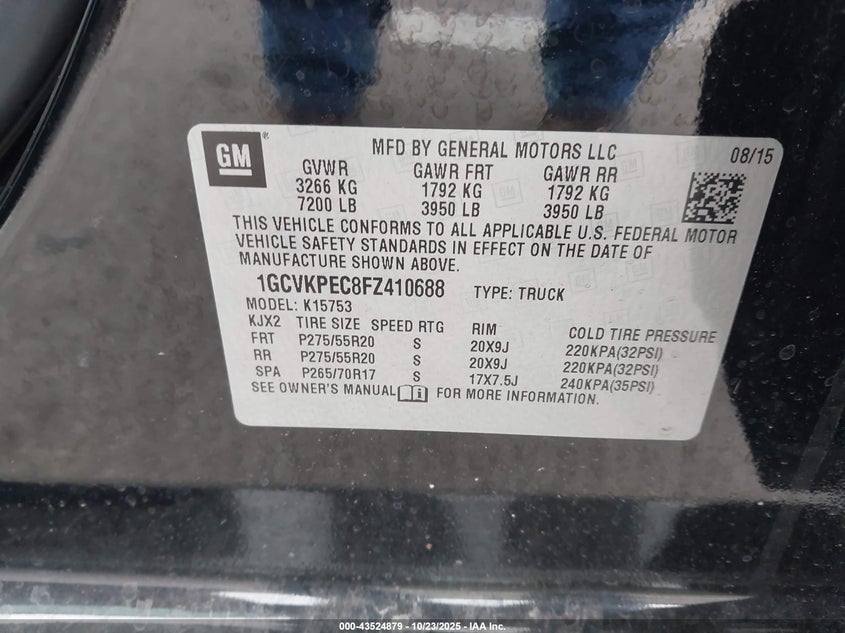 GM
MFD BY GENERAL MOTORS LLC 08/15
GVWR GAWR FRT GAWR RR
3266 KG 1792 KG 1792 KG
7200 LB 3950 LB 3950 LB
THIS VEHICLE CONFORMS TO ALL APPLICABLE U.S. FEDERAL MOTOR
VEHICLE SAFETY STANDARDS IN EFFECT ON THE DATE OF
MANUFACTURE SHOWN ABOVE.
1GCVKPEC8FZ410688 TYPE: TRUCK
MODEL: K15753
KJX2 TIRE SIZE SPEED RTG RIM COLD TIRE PRESSURE
FRT P275/55R20 S 20X9J 220KPA(32PSI)
RR P275/55R20 S 20X9J 220KPA(32PSI)
SPA P265/70R17 S 17X7.5J 240KPA(35PSI)
SEE OWNER'S MANUAL FOR MORE INFORMATION.
000-43524879 - 10/23/2025 - IAA Inc.